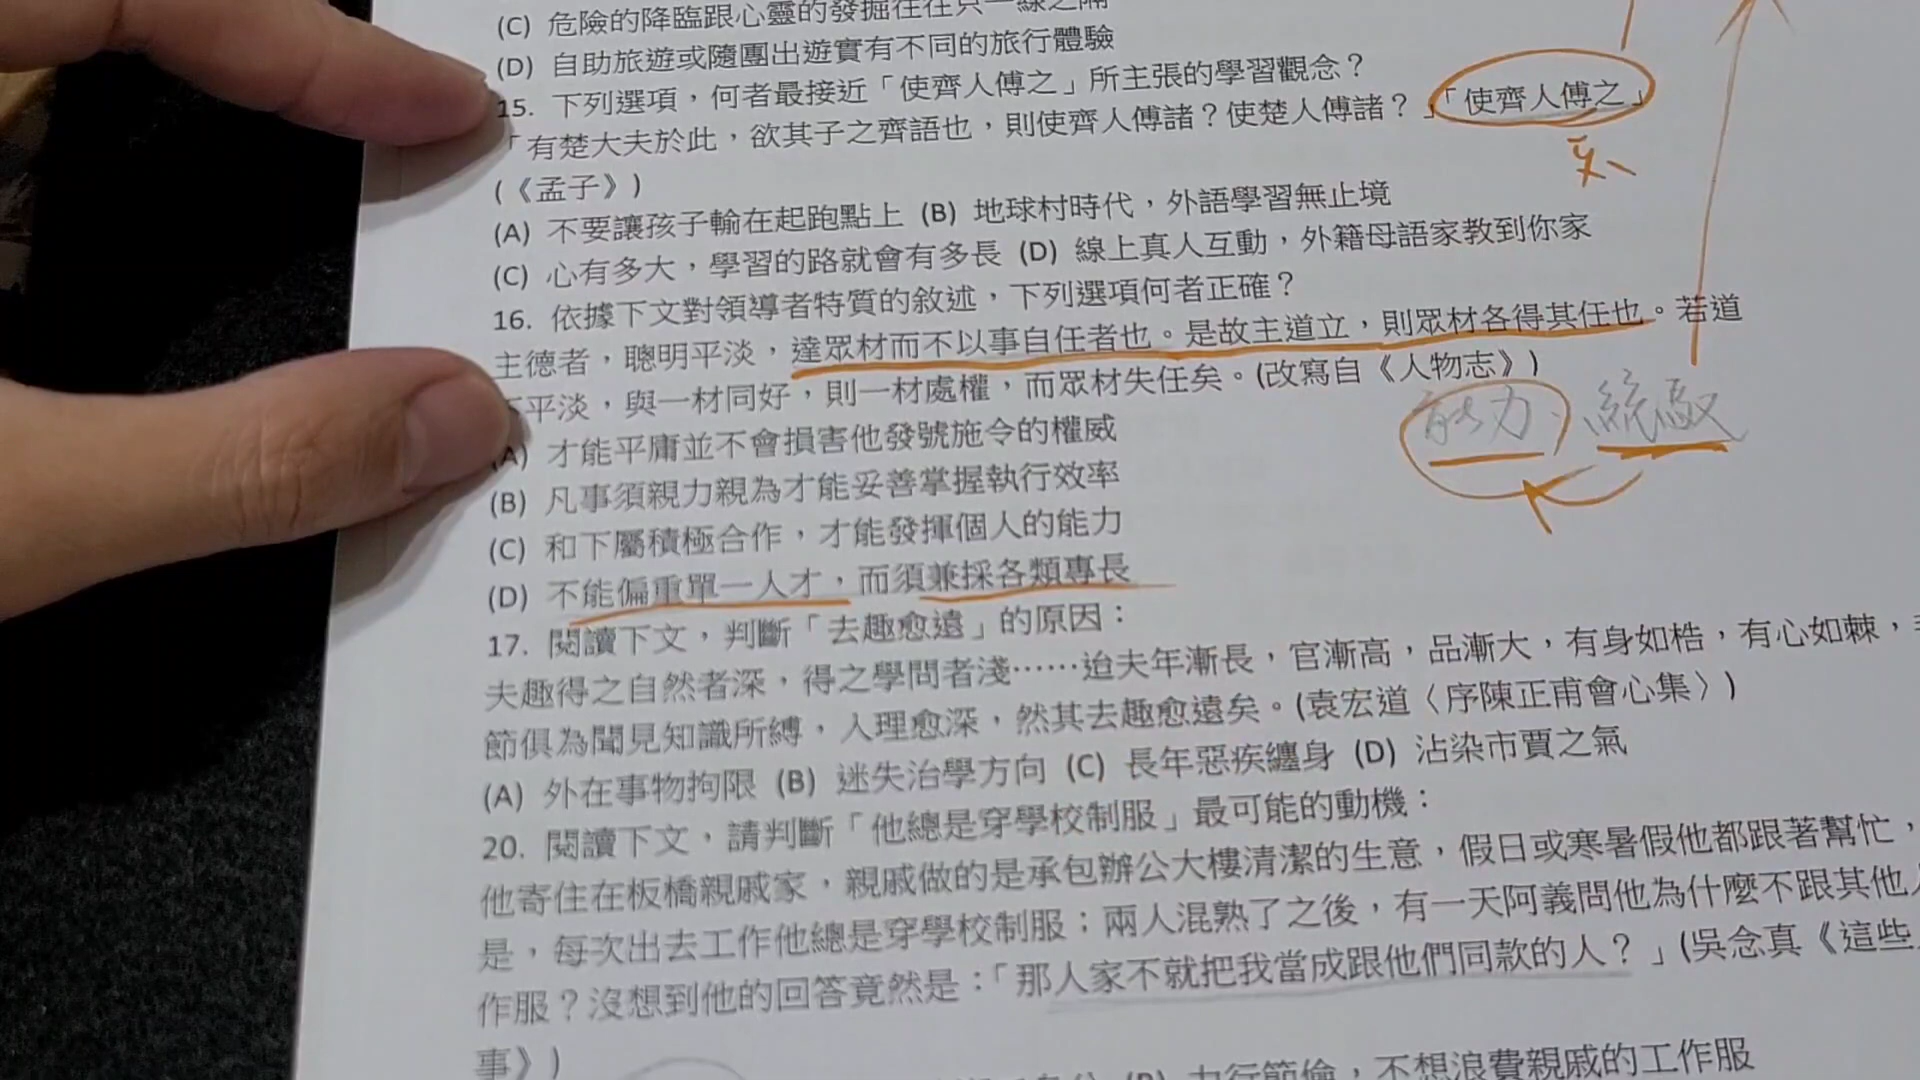 (C) 危險的降臨跟心靈的發掘往往只一線之隔
(D) 自助旅遊或隨團出遊實有不同的旅行體驗
15. 下列選項，何者最接近「使齊人傅之」所主張的學習觀念？
「有楚大夫於此，欲其子之齊語也，則使齊人傅諸？使楚人傅諸？」「使齊人傅之」
(《孟子》)
(A) 不要讓孩子輸在起跑點上 (B) 地球村時代，外語學習無止境
(C) 心有多大，學習的路就會有多長 (D) 線上真人互動，外籍母語家教到你家
16. 依據下文對領導者特質的敘述，下列選項何者正確？
主德者，聰明平淡，達眾材而不以事自任者也。是故主道立，則眾材各得其任也。若道
平淡，與一材同好，則一材處權，而眾材失任矣。(改寫自《人物志》)
能力、統馭
(A) 才能平庸並不會損害他發號施令的權威
(B) 凡事須親力親為才能妥善掌握執行效率
(C) 和下屬積極合作，才能發揮個人的能力
(D) 不能偏重單一人才，而須兼採各類專長
17. 閱讀下文，判斷「去趣愈遠」的原因：
夫趣得之自然者深，得之學問者淺……迨夫年漸長，官漸高，品漸大，有身如梏，有心如棘，
節俱為聞見知識所縛，入理愈深，然其去趣愈遠矣。(袁宏道〈序陳正甫會心集〉)
(A) 外在事物拘限 (B) 迷失治學方向 (C) 長年惡疾纏身 (D) 沾染市賈之氣
20. 閱讀下文，請判斷「他總是穿學校制服」最可能的動機：
他寄住在板橋親戚家，親戚做的是承包辦公大樓清潔的生意，假日或寒暑假他都跟著幫忙，
是，每次出去工作他總是穿學校制服；兩人混熟了之後，有一天阿義問他為什麼不跟其他
作服？沒想到他的回答竟然是：「那人家不就把我當成跟他們同款的人？」(吳念真《這些
事》)
(B) 力行節儉，不想浪費親戚的工作服